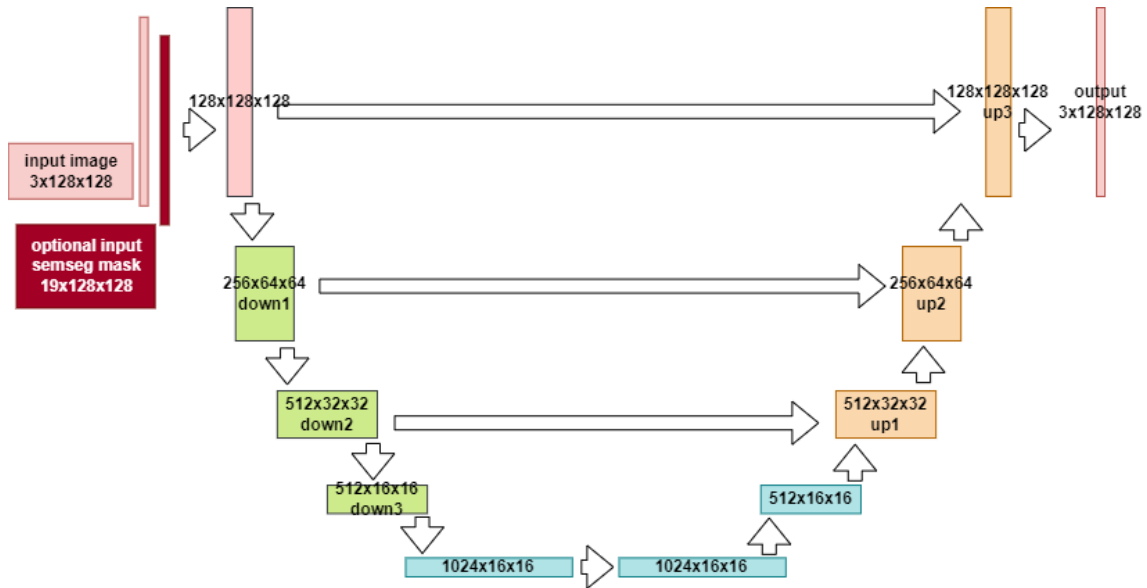 128x128x128
128x128x128
up3
output
3x128x128
input image
3x128x128
optional input
semseg mask
19x128x128
256x64x64
down1
256x64x64
up2
512x32x32
down2
512x32x32
up1
512x16x16
down3
512x16x16
1024x16x16
1024x16x16